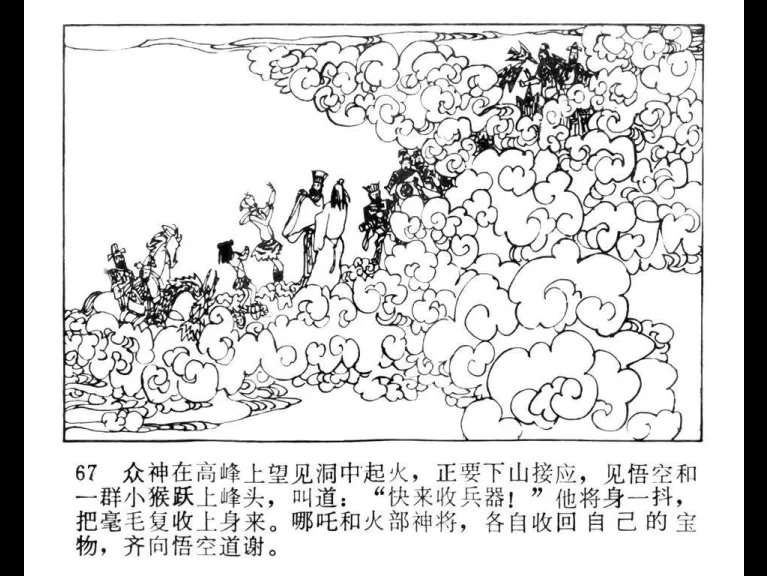 67 众神在高峰上望见洞中起火，正要下山接应，见悟空和
一群小猴跃上峰头，叫道：“快来收兵器！”他将身一抖，
把毫毛复收上身来。哪吒和火部神将，各自收回自己的宝
物，齐向悟空道谢。